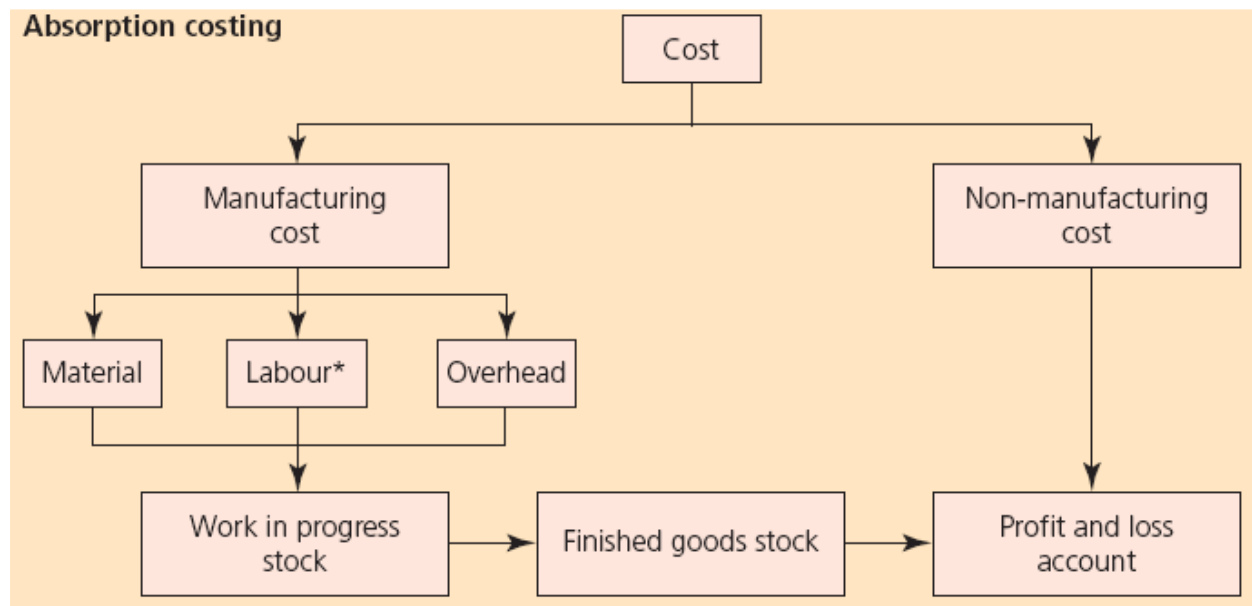 Absorption costing
Cost
Manufacturing
cost
Non-manufacturing
cost
Material
Labour*
Overhead
Work in progress
stock
Finished goods stock
Profit and loss
account